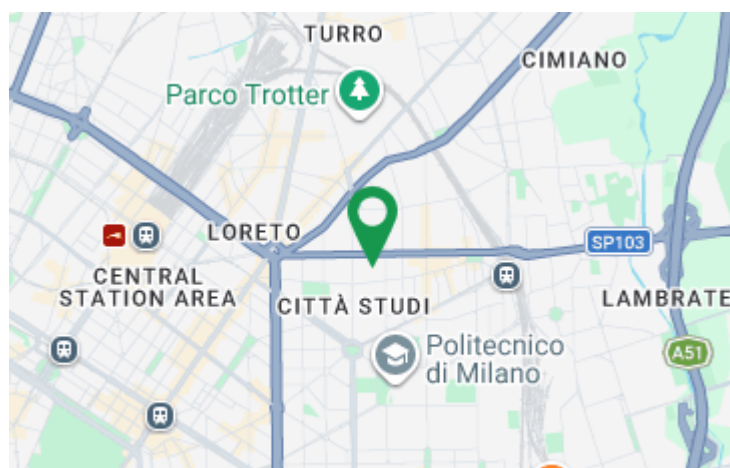 TURRO
CIMIANO
Parco Trotter
LORETO
SP103
CENTRAL
STATION AREA
CITTÀ STUDI
LAMBRATE
Politecnico
di Milano
A51